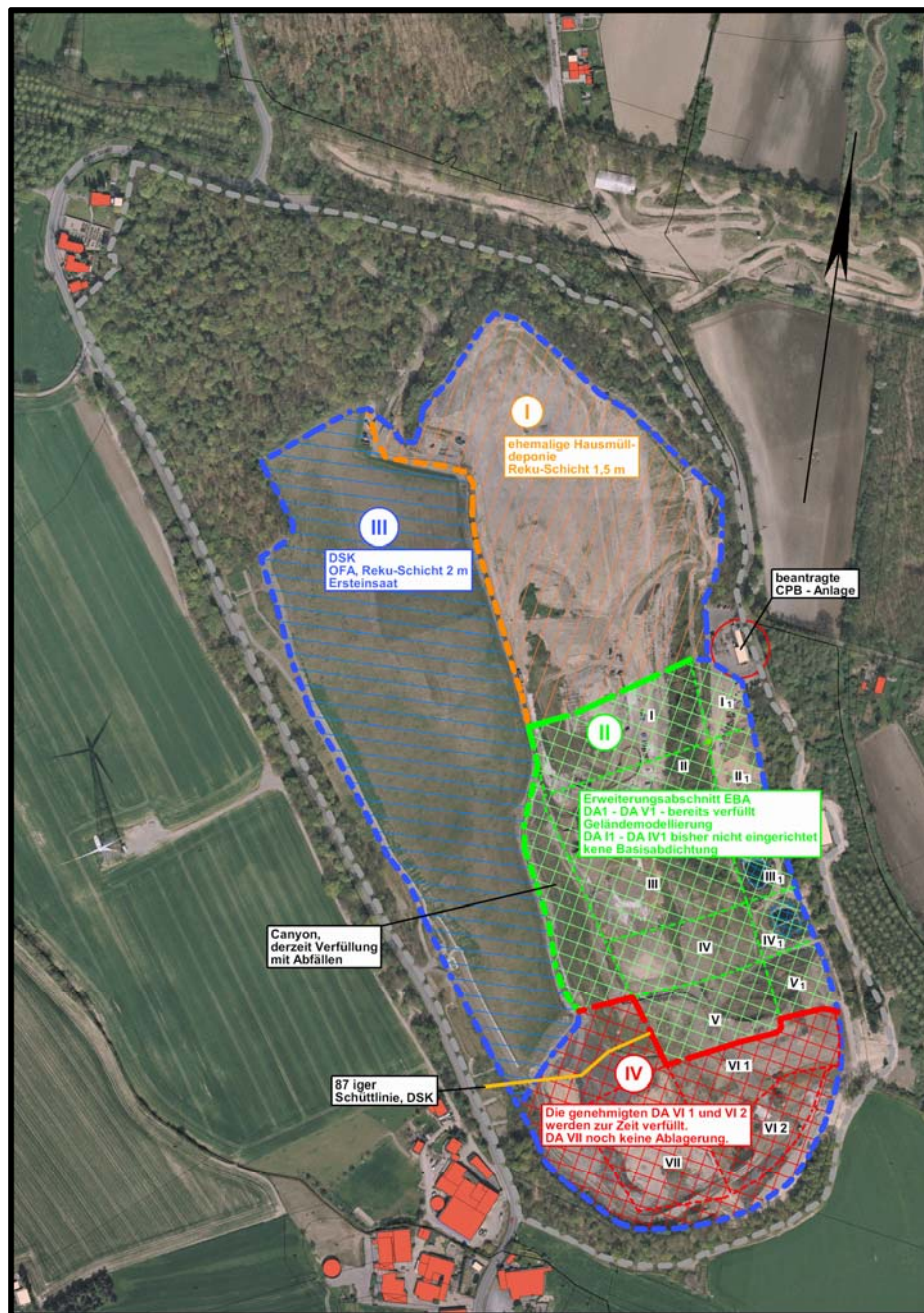 I
ehemalige Hausmüll-
deponie
Reku-Schicht 1,5 m
III
DSK
OFA, Reku-Schicht 2 m
Ersteinsaat
beantragte
CPB - Anlage
II
I
I1
II
II1
Erweiterungsabschnitt EBA
DA1 - DA V1 - bereits verfüllt
Geländemodellierung
DA I1 - DA IV1 bisher nicht eingerichtet
kene Basisabdichtung
III
III1
IV
IV1
V
V1
Canyon,
derzeit Verfüllung
mit Abfällen
87 iger
Schüttlinie, DSK
IV
VI 1
Die genehmigten DA VI 1 und VI 2
werden zur Zeit verfüllt.
DA VII noch keine Ablagerung.
VI 2
VII